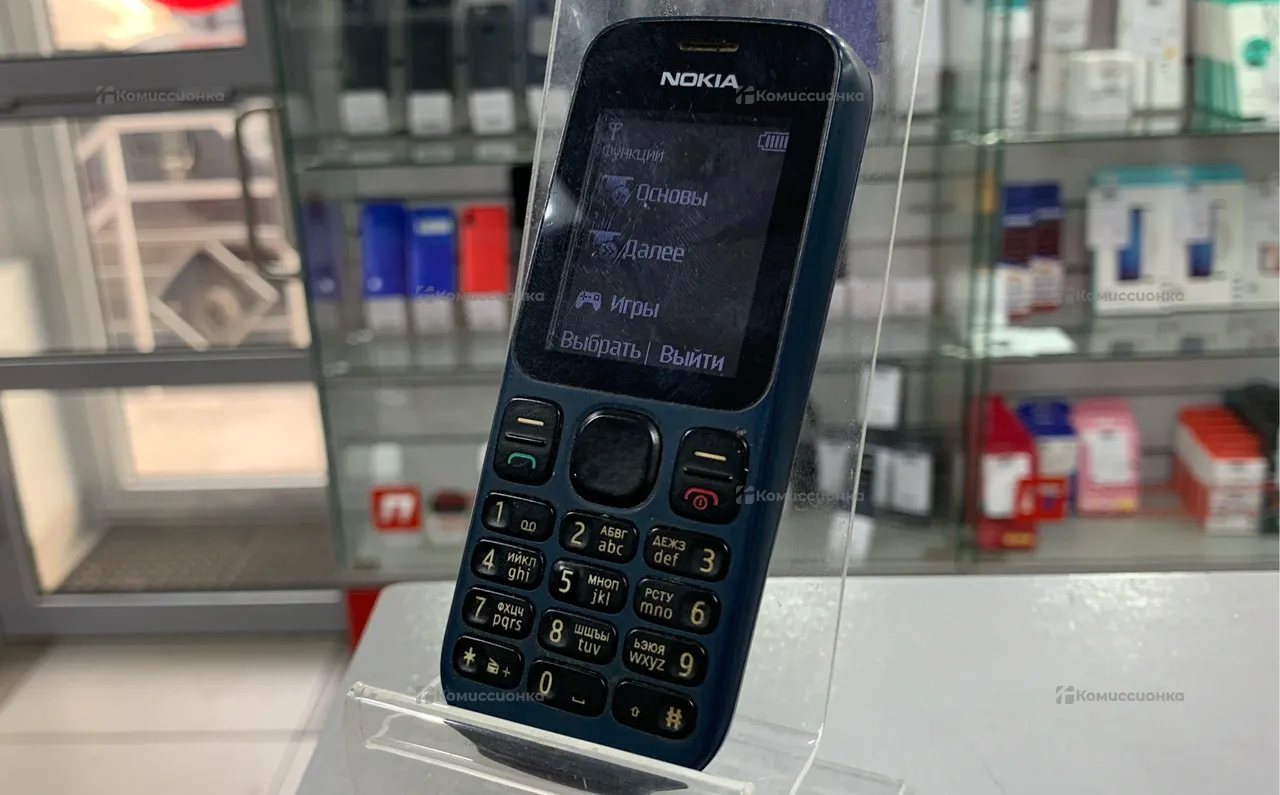 Комиссионка
NOKIA
Комиссионка
Функции
Основы
Далее
Игры
Выбрать | Выйти
Комиссионка
Комиссионка
Комиссионка
1
2 АБВГ abc
ДЕЖЗ def 3
4 ИЙКЛ ghi
5 МНОП jkl
РСТУ mno 6
7 ФХЦЧ pqrs
8 ШЩЪЫ tuv
ЬЭЮЯ wxyz 9
* +
0
#
Комиссионка
Комиссионка